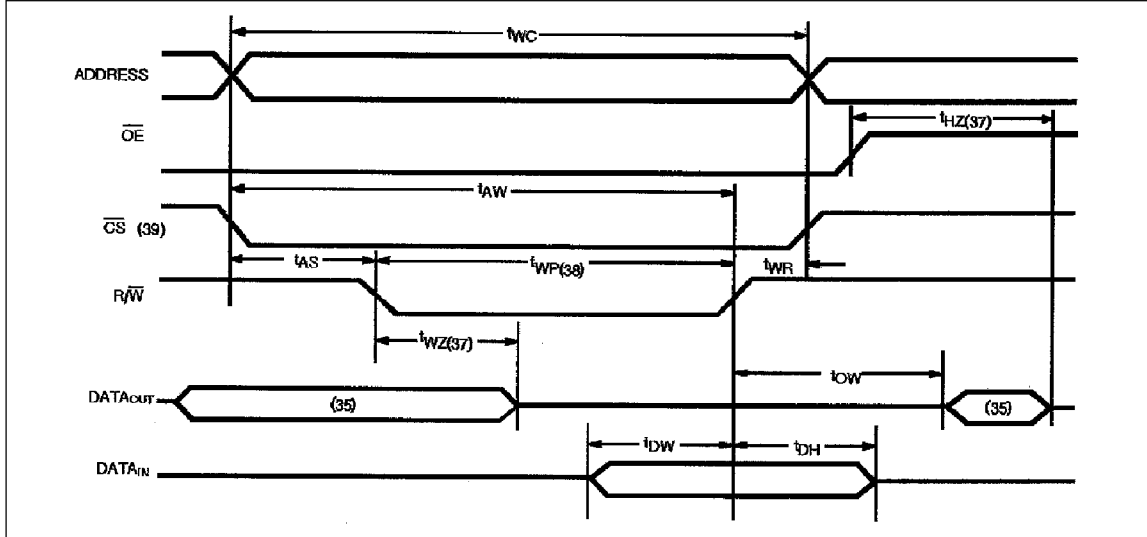 tWC
ADDRESS
tHZ(37)
OE
tAW
CS (39)
tAS
tWP(38)
tWR
R/W
tWZ(37)
tOW
DATAOUT
(35)
(35)
tDW
tDH
DATAIN